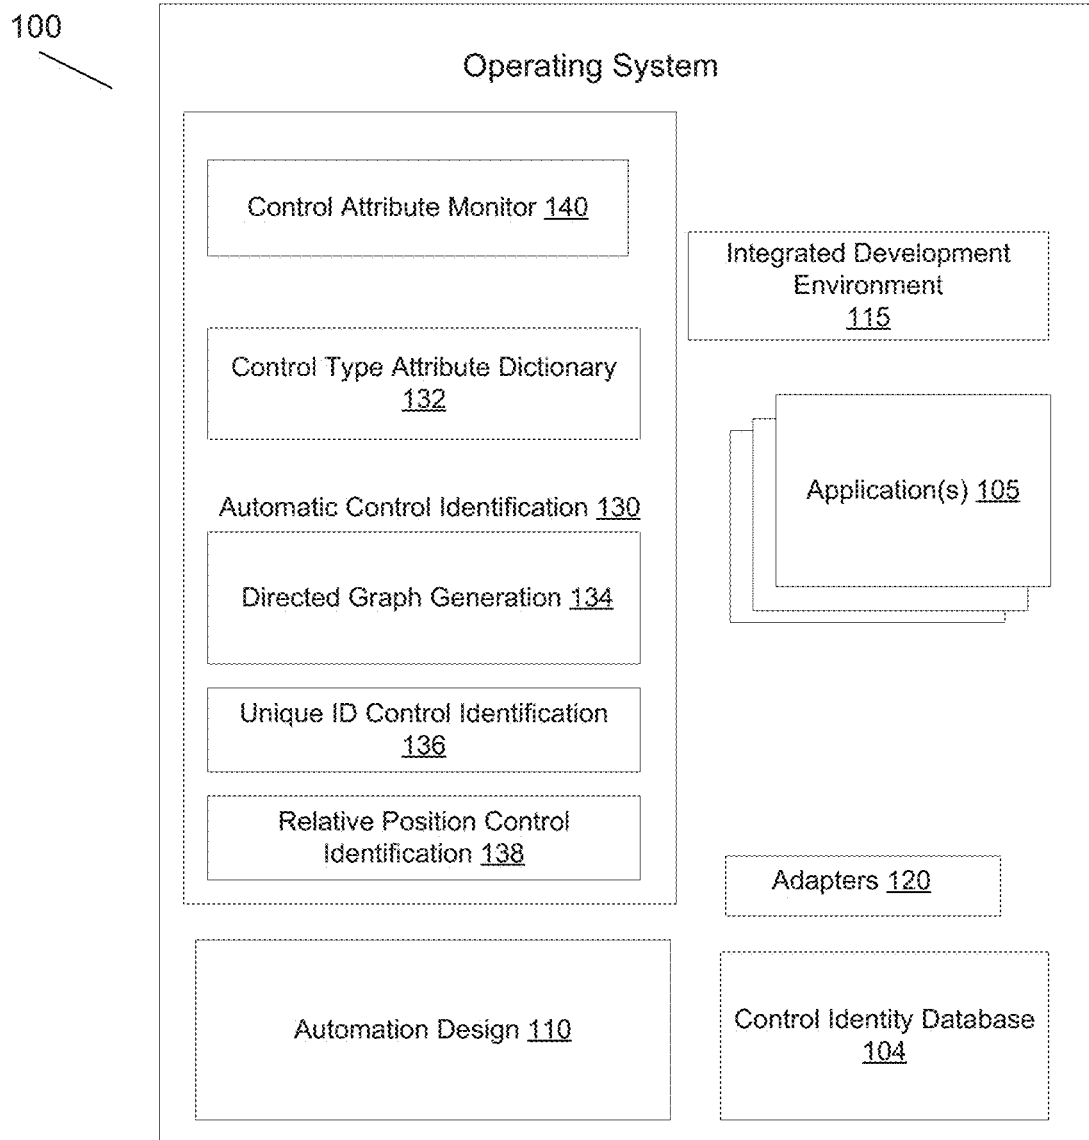 100
Operating System
Control Attribute Monitor 140
Integrated Development
Environment
115
Control Type Attribute Dictionary
132
Application(s) 105
Automatic Control Identification 130
Directed Graph Generation 134
Unique ID Control Identification
136
Relative Position Control
Identification 138
Adapters 120
Automation Design 110
Control Identity Database
104